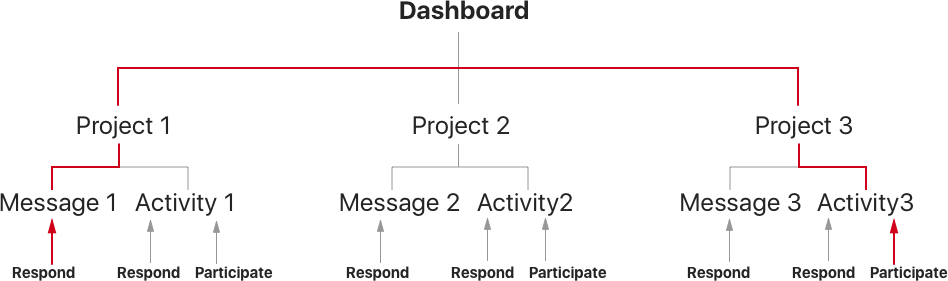 Dashboard
Project 1 Project 2 Project 3
Message 1 Activity 1 Message 2 Activity2 Message 3 Activity3
Respond Respond Participate Respond Respond Participate Respond Respond Participate